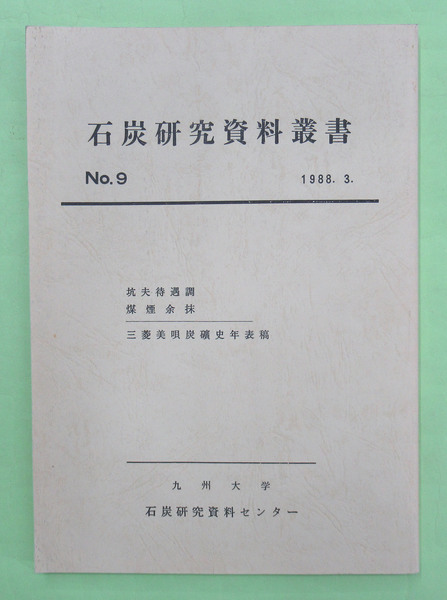 石炭研究資料叢書
No.9 1988. 3.
坑夫待遇調
煤煙余抹
三菱美唄炭礦史年表稿
九州大学
石炭研究資料センター